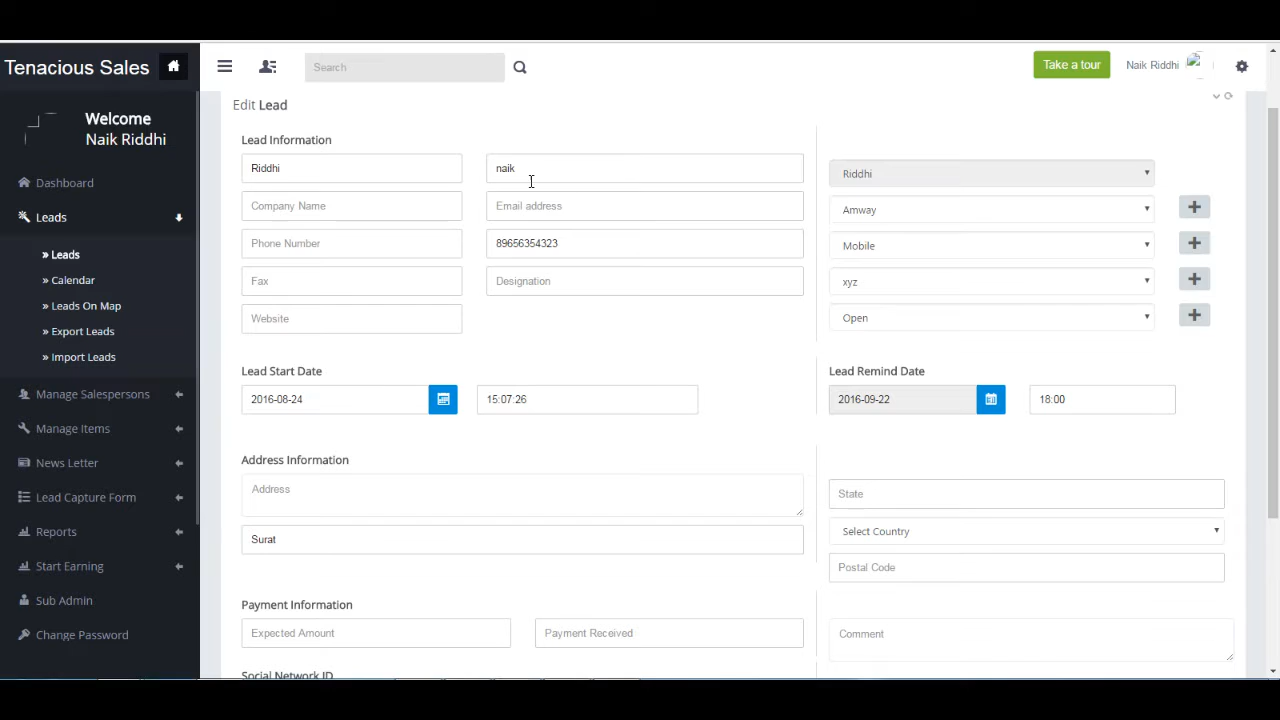 Tenacious Sales
Search
Take a tour
Naik Riddhi
Welcome
Naik Riddhi
Dashboard
Leads
» Leads
» Calendar
» Leads On Map
» Export Leads
» Import Leads
Manage Salespersons
Manage Items
News Letter
Lead Capture Form
Reports
Start Earning
Sub Admin
Change Password
Edit Lead
Lead Information
Riddhi
naik
Company Name
Email address
Phone Number
89656354323
Fax
Designation
Website
Riddhi
Amway
Mobile
xyz
Open
Lead Start Date
2016-08-24
15:07:26
Lead Remind Date
2016-09-22
18:00
Address Information
Address
Surat
State
Select Country
Postal Code
Payment Information
Expected Amount
Payment Received
Comment
Social Network ID